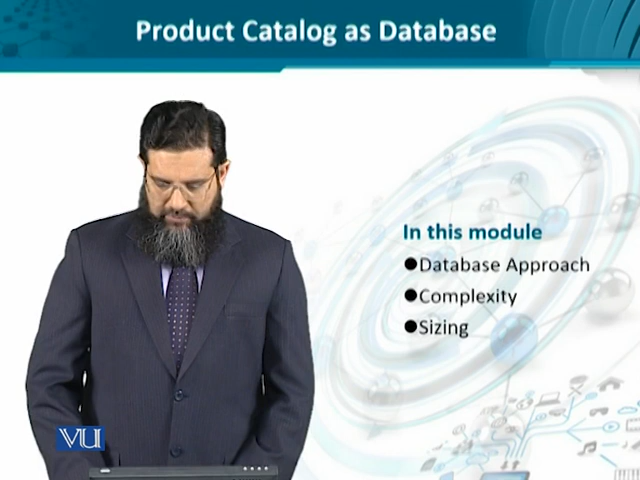 Product Catalog as Database
In this module
●Database Approach
●Complexity
●Sizing
VU